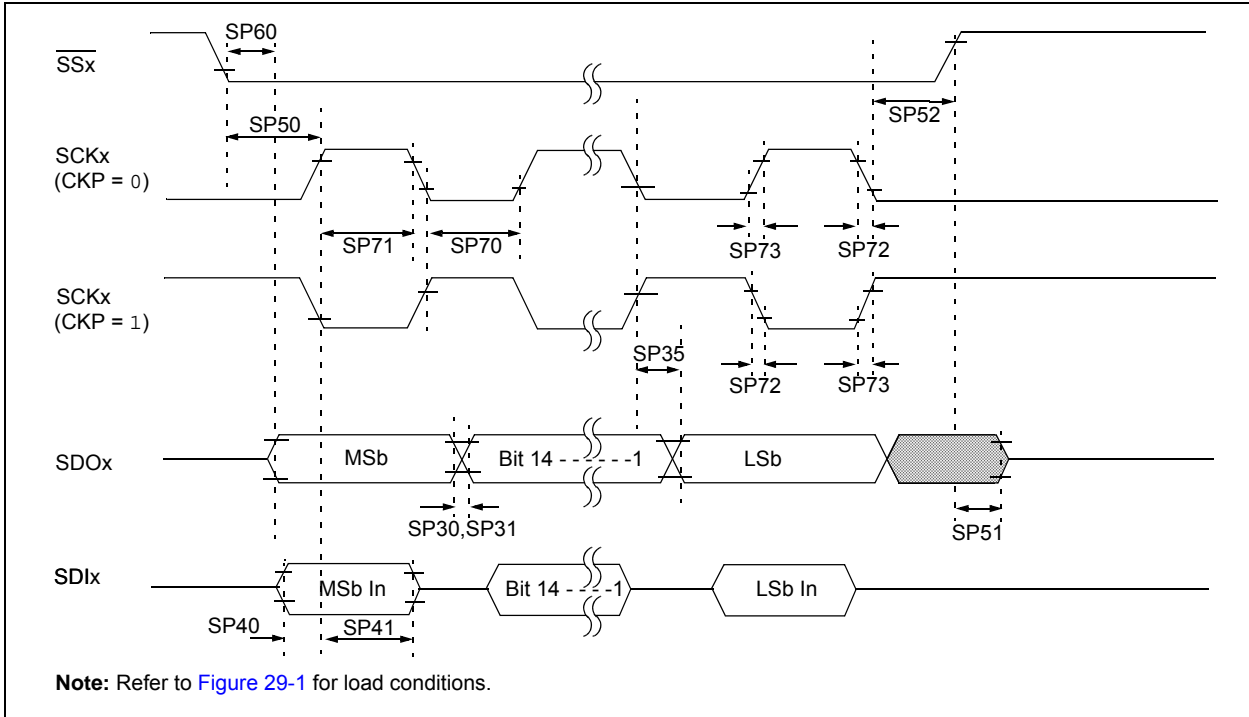 SP60
SSx
SP52
SP50
SCKx
(CKP = 0)
SP71
SP70
SP73
SP72
SCKx
(CKP = 1)
SP35
SP72
SP73
SDOx
MSb
Bit 14 - - - - - -1
LSb
SP30,SP31
SP51
SDIx
MSb In
Bit 14 - - - -1
LSb In
SP40
SP41
Note: Refer to Figure 29-1 for load conditions.